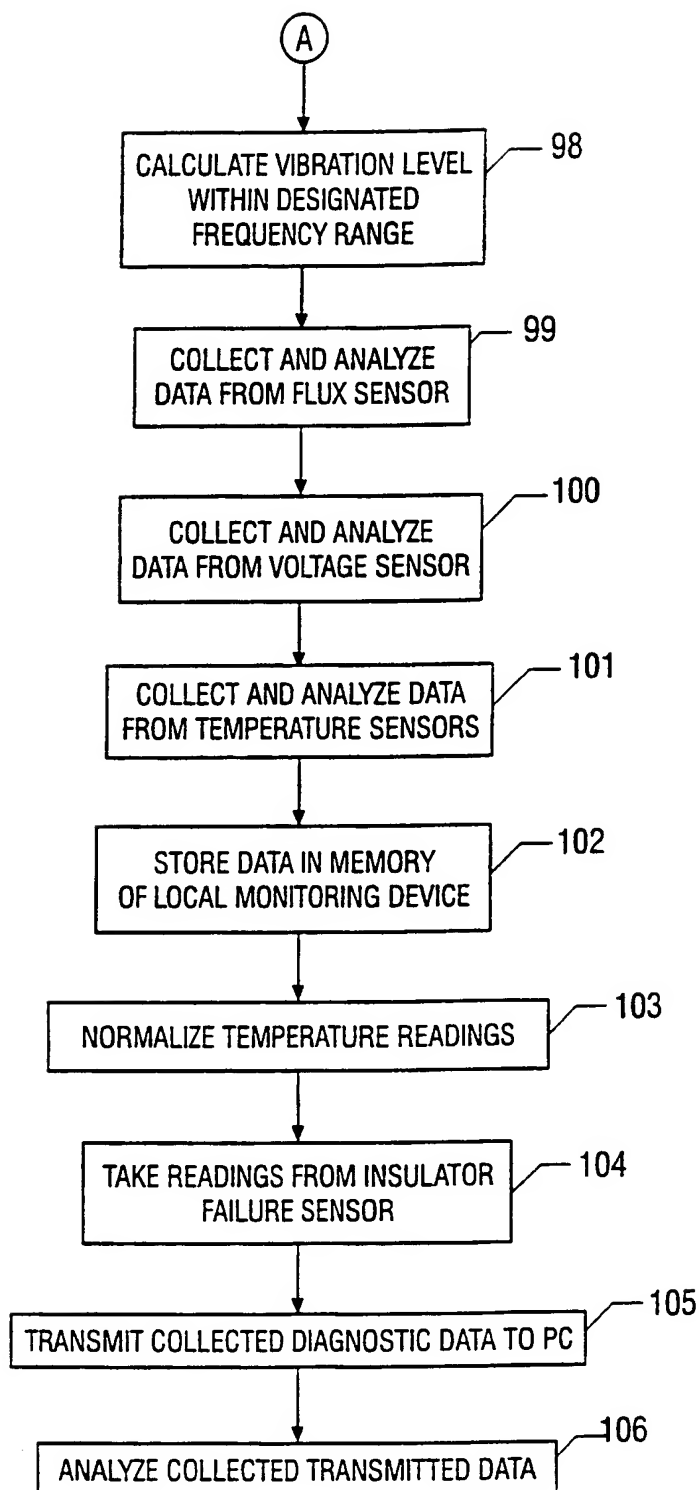 A
CALCULATE VIBRATION LEVEL
WITHIN DESIGNATED
FREQUENCY RANGE
98
COLLECT AND ANALYZE
DATA FROM FLUX SENSOR
99
COLLECT AND ANALYZE
DATA FROM VOLTAGE SENSOR
100
COLLECT AND ANALYZE DATA
FROM TEMPERATURE SENSORS
101
STORE DATA IN MEMORY
OF LOCAL MONITORING DEVICE
102
NORMALIZE TEMPERATURE READINGS
103
TAKE READINGS FROM INSULATOR
FAILURE SENSOR
104
TRANSMIT COLLECTED DIAGNOSTIC DATA TO PC
105
ANALYZE COLLECTED TRANSMITTED DATA
106